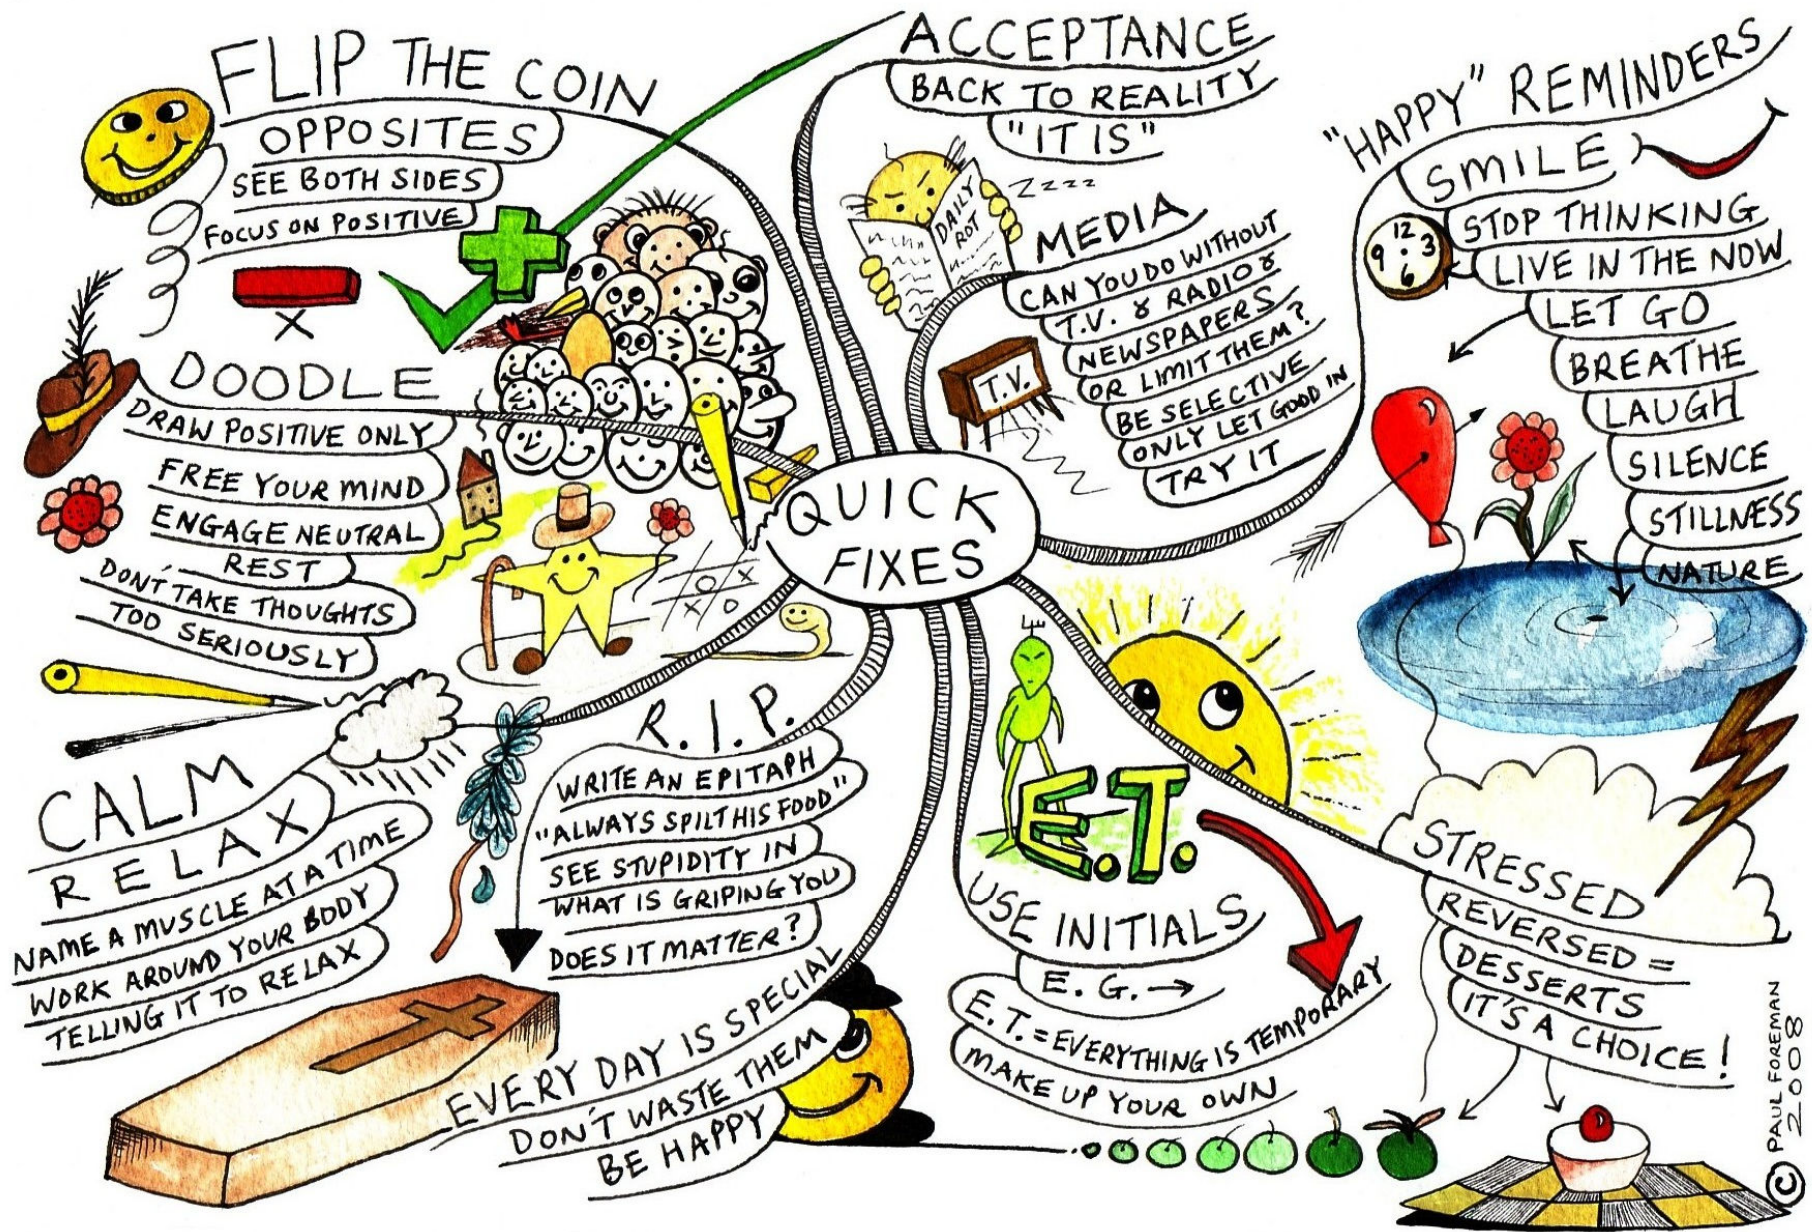 QUICK
FIXES
FLIP THE COIN
OPPOSITES
SEE BOTH SIDES
FOCUS ON POSITIVE
DOODLE
DRAW POSITIVE ONLY
FREE YOUR MIND
ENGAGE NEUTRAL
REST
DON'T TAKE THOUGHTS
TOO SERIOUSLY
O X
X O
CALM
RELAX
NAME A MUSCLE AT A TIME
WORK AROUND YOUR BODY
TELLING IT TO RELAX
R.I.P.
WRITE AN EPITAPH
"ALWAYS SPILT HIS FOOD"
SEE STUPIDITY IN
WHAT IS GRIPING YOU
DOES IT MATTER?
EVERY DAY IS SPECIAL
DON'T WASTE THEM
BE HAPPY
ACCEPTANCE
BACK TO REALITY
"IT IS"
DAILY
ROT
Zzzz
MEDIA
CAN YOU DO WITHOUT
T.V. & RADIO &
NEWSPAPERS
OR LIMIT THEM?
BE SELECTIVE
ONLY LET GOOD IN
TRY IT
T.V.
"HAPPY" REMINDERS
SMILE
STOP THINKING
LIVE IN THE NOW
LET GO
BREATHE
LAUGH
SILENCE
STILLNESS
NATURE
12
9 3
6
E.T.
USE INITIALS
E.G. →
E.T. = EVERYTHING IS TEMPORARY
MAKE UP YOUR OWN
STRESSED
REVERSED =
DESSERTS
IT'S A CHOICE!
© PAUL FOREMAN
2008